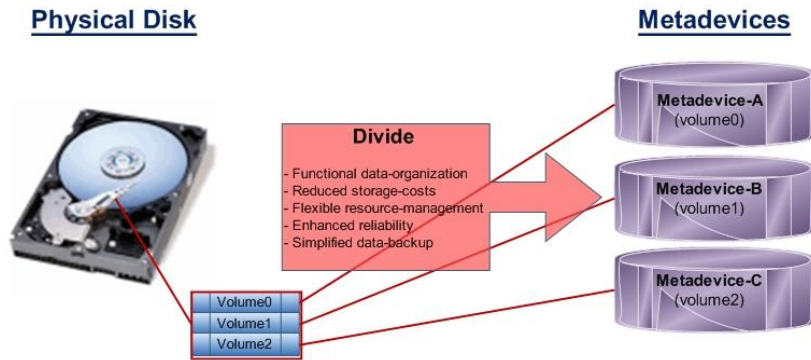 Physical Disk
Metadevices
Divide
- Functional data-organization
- Reduced storage-costs
- Flexible resource-management
- Enhanced reliability
- Simplified data-backup
Metadevice-A
(volume0)
Metadevice-B
(volume1)
Metadevice-C
(volume2)
Volume0
Volume1
Volume2